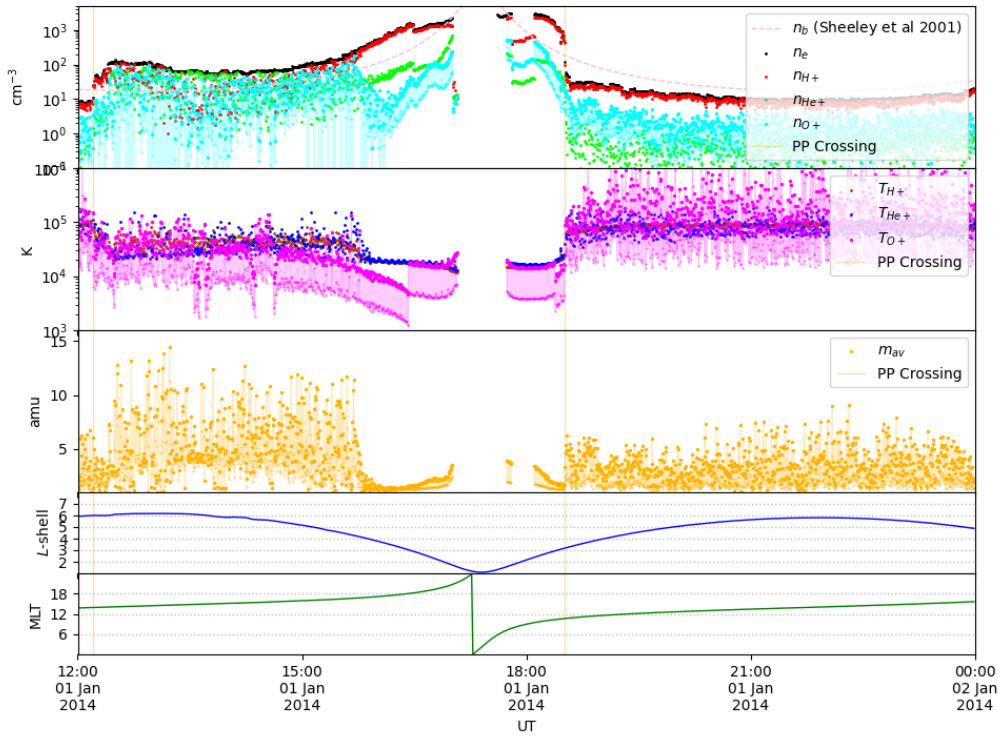 10³
10²
10¹
10⁰
10⁻¹
cm⁻³
n_b (Sheeley et al 2001)
n_e
n_H+
n_He+
n_O+
PP Crossing
10⁶
10⁵
10⁴
10³
K
T_H+
T_He+
T_O+
PP Crossing
15
10
5
amu
m_av
PP Crossing
7
6
5
4
3
2
L-shell
18
12
6
MLT
12:00 15:00 18:00 21:00 00:00
01 Jan 01 Jan 01 Jan 01 Jan 02 Jan
2014 2014 2014 2014 2014
UT